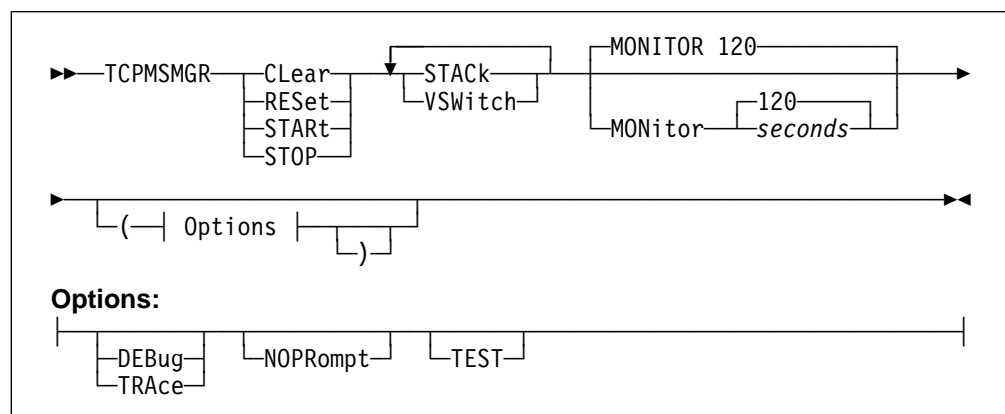 MONITOR 120
TCPMSMGR CLear STACk
RESet VSWitch 120
STARt MONitor seconds
STOP
( Options )
Options:
DEBug NOPRompt TEST
TRAce